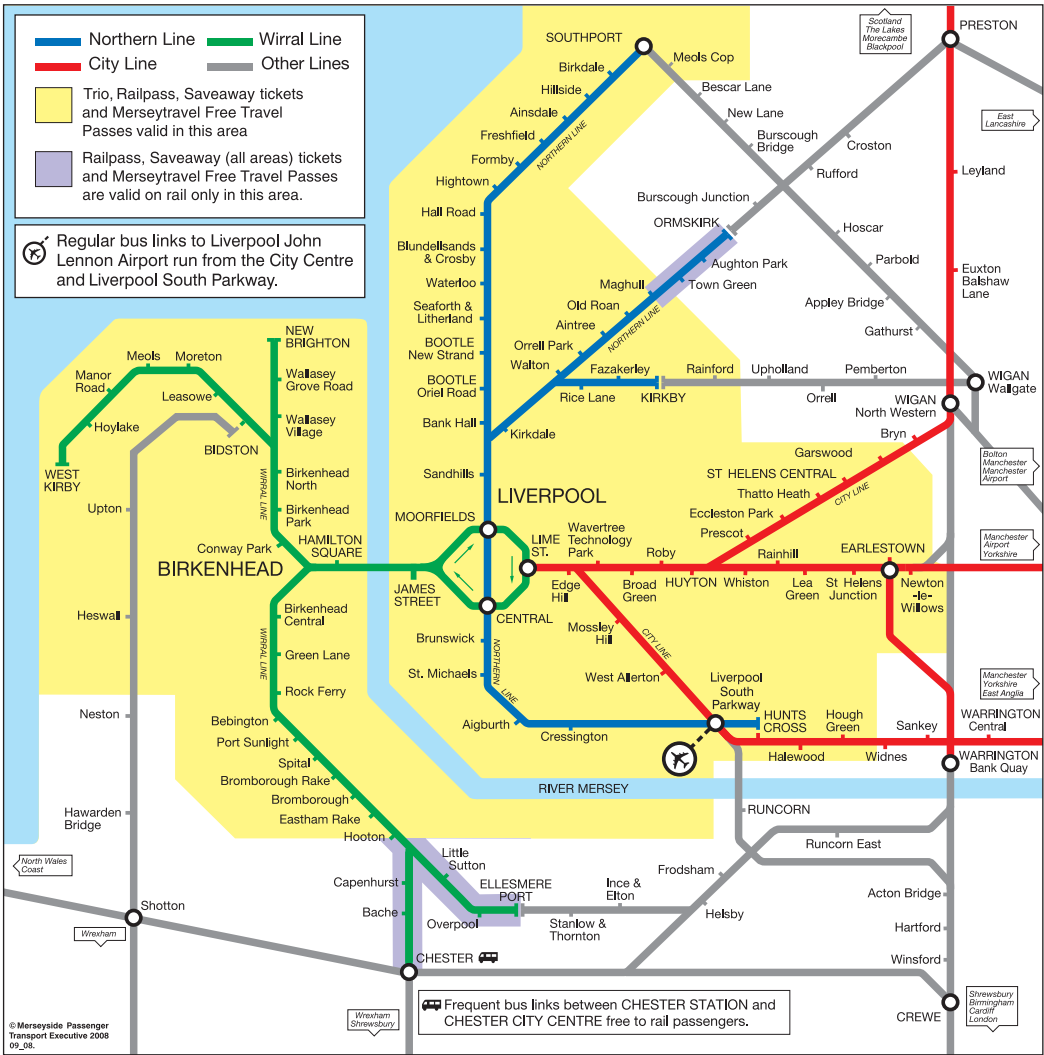 Northern Line
Wirral Line
City Line
Other Lines
Trio, Railpass, Saveaway tickets
and Merseytravel Free Travel
Passes valid in this area
Railpass, Saveaway (all areas) tickets
and Merseytravel Free Travel Passes
are valid on rail only in this area.
Regular bus links to Liverpool John
Lennon Airport run from the City Centre
and Liverpool South Parkway.
Scotland
The Lakes
Morecambe
Blackpool
PRESTON
SOUTHPORT
Meols Cop
Birkdale
Bescar Lane
Hillside
New Lane
Ainsdale
East
Lancashire
Freshfield
NORTHERN LINE
Burscough
Bridge
Croston
Formby
Rufford
Leyland
Hightown
Burscough Junction
Hall Road
ORMSKIRK
Hoscar
Blundellsands
& Crosby
Aughton Park
Parbold
Waterloo
Maghull
Town Green
Euxton
Balshaw
Lane
Seaforth &
Litherland
Old Roan
Appley Bridge
Aintree
NORTHERN LINE
Gathurst
BOOTLE
New Strand
Orrell Park
Walton
Fazakerley
Rainford
Upholland
Pemberton
BOOTLE
Oriel Road
Rice Lane
KIRKBY
Orrell
WIGAN
Wallgate
WIGAN
North Western
Bank Hall
Kirkdale
Bryn
Sandhills
Garswood
Bolton
Manchester
Manchester
Airport
NEW
BRIGHTON
Meols
Moreton
Manor
Road
Leasowe
Wallasey
Grove Road
Hoylake
Wallasey
Village
BIDSTON
WEST
KIRBY
WIRRAL LINE
Birkenhead
North
Upton
Birkenhead
Park
ST HELENS CENTRAL
Thatto Heath
CITY LINE
Eccleston Park
Prescot
LIVERPOOL
MOORFIELDS
LIME
ST.
Wavertree
Technology
Park
Roby
Rainhill
EARLESTOWN
Manchester
Airport
Yorkshire
Conway Park
HAMILTON
SQUARE
BIRKENHEAD
JAMES
STREET
Edge
Hill
Broad
Green
HUYTON
Whiston
Lea
Green
St Helens
Junction
Newton
-le-
Willows
CENTRAL
Heswall
Birkenhead
Central
WIRRAL LINE
Green Lane
Rock Ferry
Brunswick
NORTHERN
LINE
St. Michaels
Mossley
Hill
CITY LINE
West Allerton
Liverpool
South
Parkway
Manchester
Yorkshire
East Anglia
Neston
Bebington
Aigburth
Cressington
HUNTS
CROSS
Hough
Green
Sankey
WARRINGTON
Central
Port Sunlight
Halewood
Widnes
WARRINGTON
Bank Quay
Spital
Bromborough Rake
RIVER MERSEY
Bromborough
Hawarden
Bridge
Eastham Rake
RUNCORN
Hooton
Runcorn East
North Wales
Coast
Little
Sutton
Capenhurst
ELLESMERE
PORT
Ince &
Elton
Frodsham
Acton Bridge
Shotton
Bache
Overpool
Stanlow &
Thornton
Helsby
Hartford
Wrexham
CHESTER
Winsford
Frequent bus links between CHESTER STATION and
CHESTER CITY CENTRE free to rail passengers.
Wrexham
Shrewsbury
CREWE
Shrewsbury
Birmingham
Cardiff
London
© Merseyside Passenger
Transport Executive 2008
09_08.